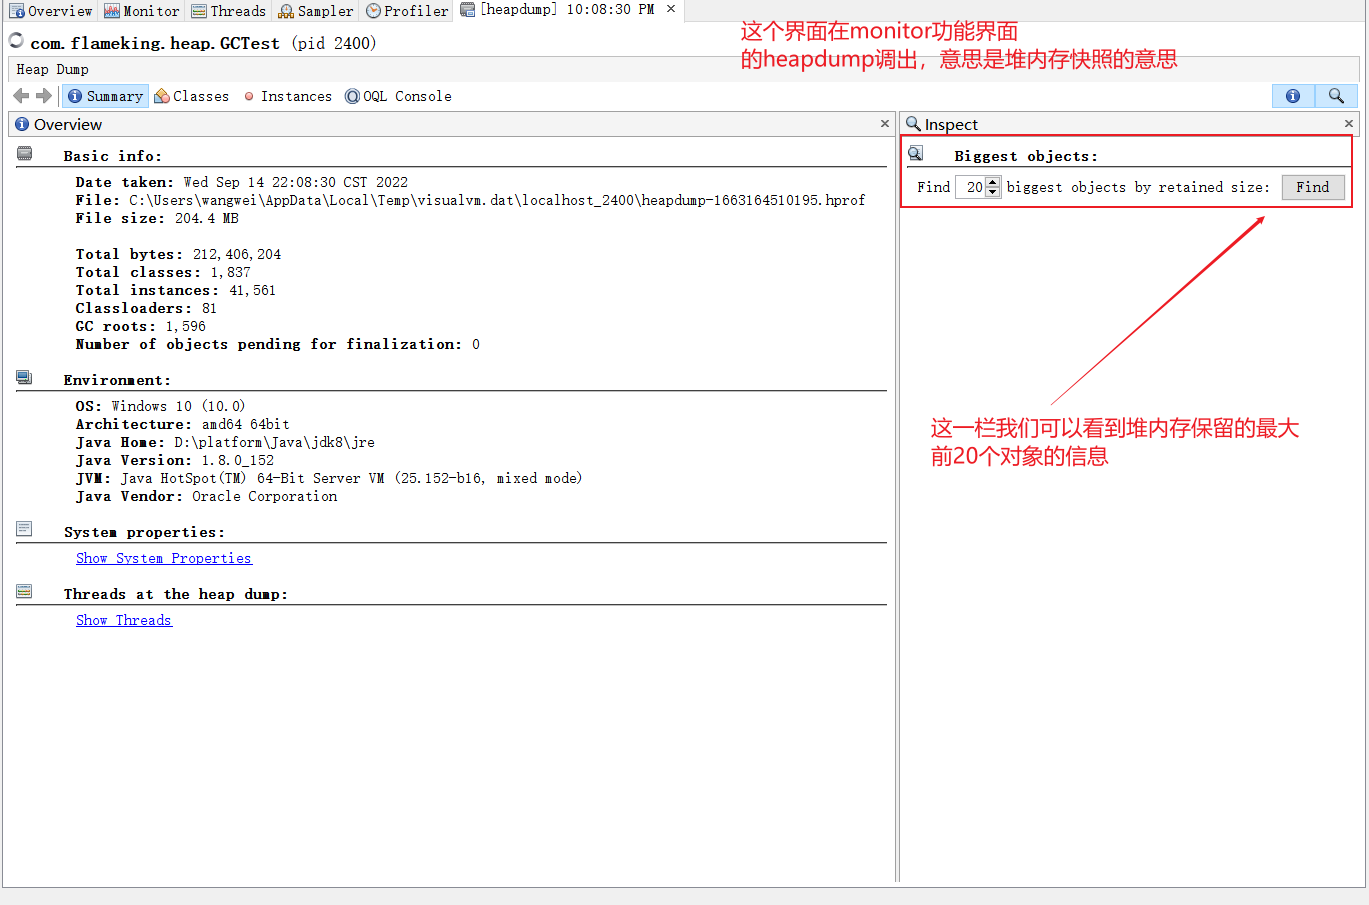 Overview Monitor Threads Sampler Profiler [heapdump] 10:08:30 PM ×
这个界面在monitor功能界面
的heapdump调出，意思是堆内存快照的意思
com.flameking.heap.GCTest (pid 2400)
Heap Dump
Summary Classes Instances OQL Console
Overview ×
Basic info:
Date taken: Wed Sep 14 22:08:30 CST 2022
File: C:\Users\wangwei\AppData\Local\Temp\visualvm.dat\localhost_2400\heapdump-1663164510195.hprof
File size: 204.4 MB
Total bytes: 212,406,204
Total classes: 1,837
Total instances: 41,561
Classloaders: 81
GC roots: 1,596
Number of objects pending for finalization: 0
Environment:
OS: Windows 10 (10.0)
Architecture: amd64 64bit
Java Home: D:\platform\Java\jdk8\jre
Java Version: 1.8.0_152
JVM: Java HotSpot(TM) 64-Bit Server VM (25.152-b16, mixed mode)
Java Vendor: Oracle Corporation
System properties:
Show System Properties
Threads at the heap dump:
Show Threads
Inspect ×
Biggest objects:
Find 20 biggest objects by retained size: Find
这一栏我们可以看到堆内存保留的最大
前20个对象的信息